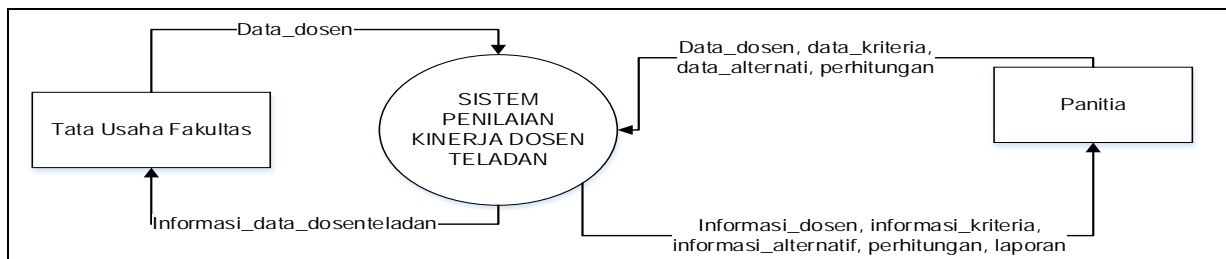 Data_dosen
Data_dosen, data_kriteria,
data_alternati, perhitungan
SISTEM
PENILAIAN
KINERJA DOSEN
TELADAN
Tata Usaha Fakultas
Panitia
Informasi_data_dosenteladan
Informasi_dosen, informasi_kriteria,
informasi_alternatif, perhitungan, laporan